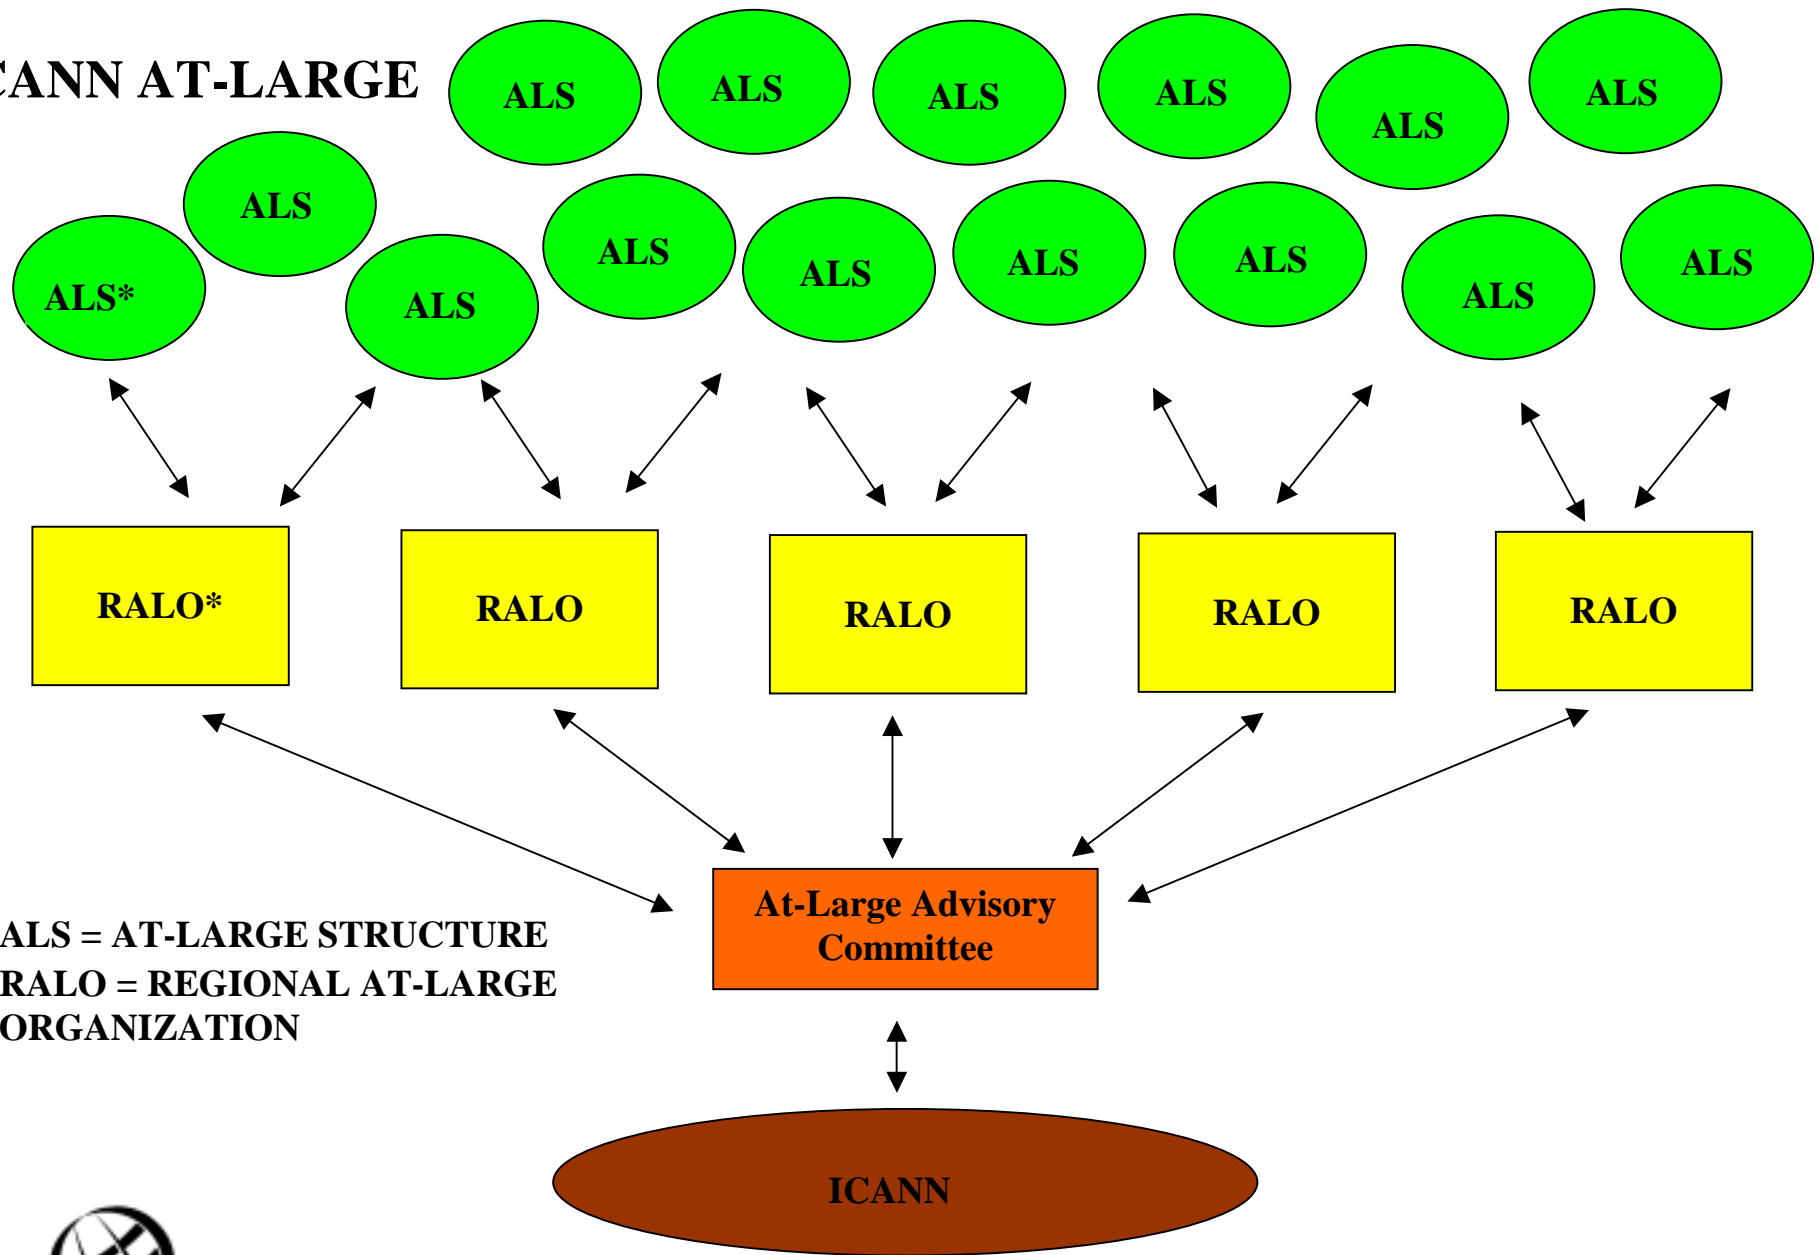 CANN AT-LARGE
ALS ALS ALS ALS ALS ALS
ALS ALS ALS ALS ALS ALS ALS
ALS* ALS
RALO* RALO RALO RALO RALO
At-Large Advisory
Committee
ALS = AT-LARGE STRUCTURE
RALO = REGIONAL AT-LARGE
ORGANIZATION
ICANN